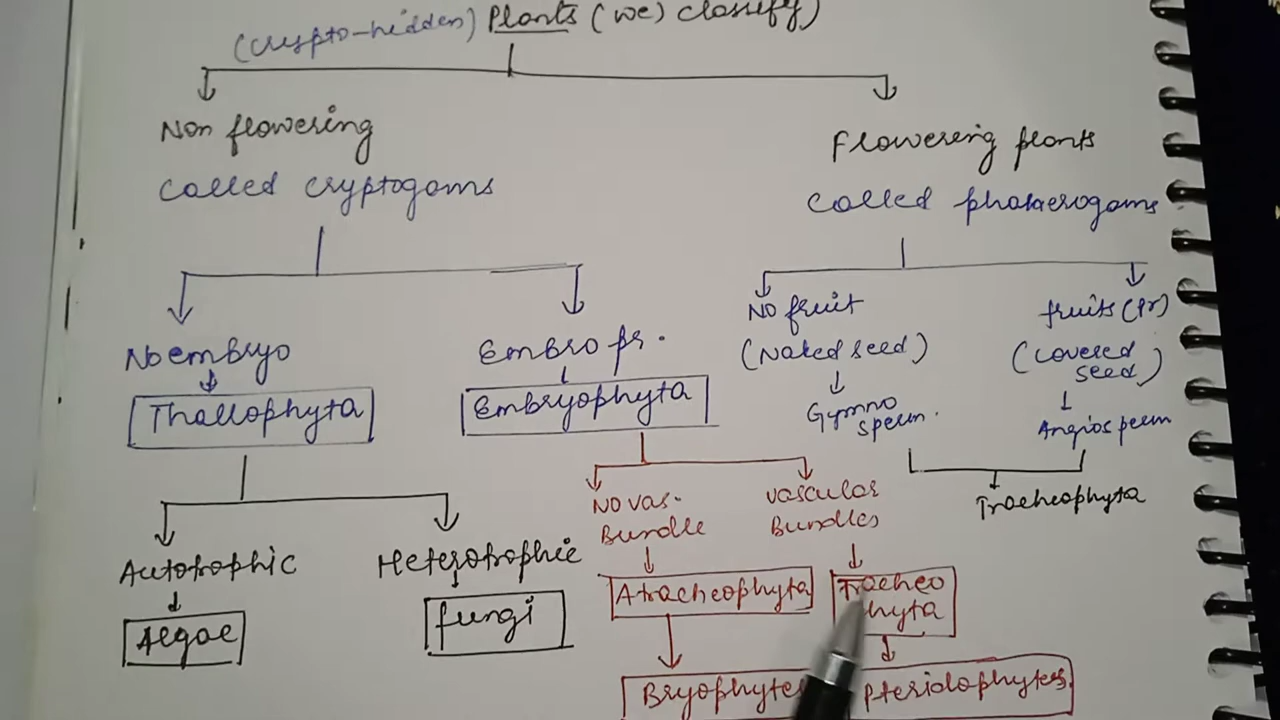 (crypto-hidden) Plants (we) classify)
Non flowering
called cryptogams
Flowering plants
called phanerogams
No embryo
Thallophyta
Embro pr.
Embryophyta
No fruit
(Naked seed)
Gymno
sperm.
fruits (pr)
(covered
seed)
Angiosperm
Tracheophyta
Autotrophic
Algae
Heterotrophic
fungi
No vas.
Bundle
Atracheophyta
Bryophytes
vascular
Bundles
Tracheo
phyta
Pteridophytes.